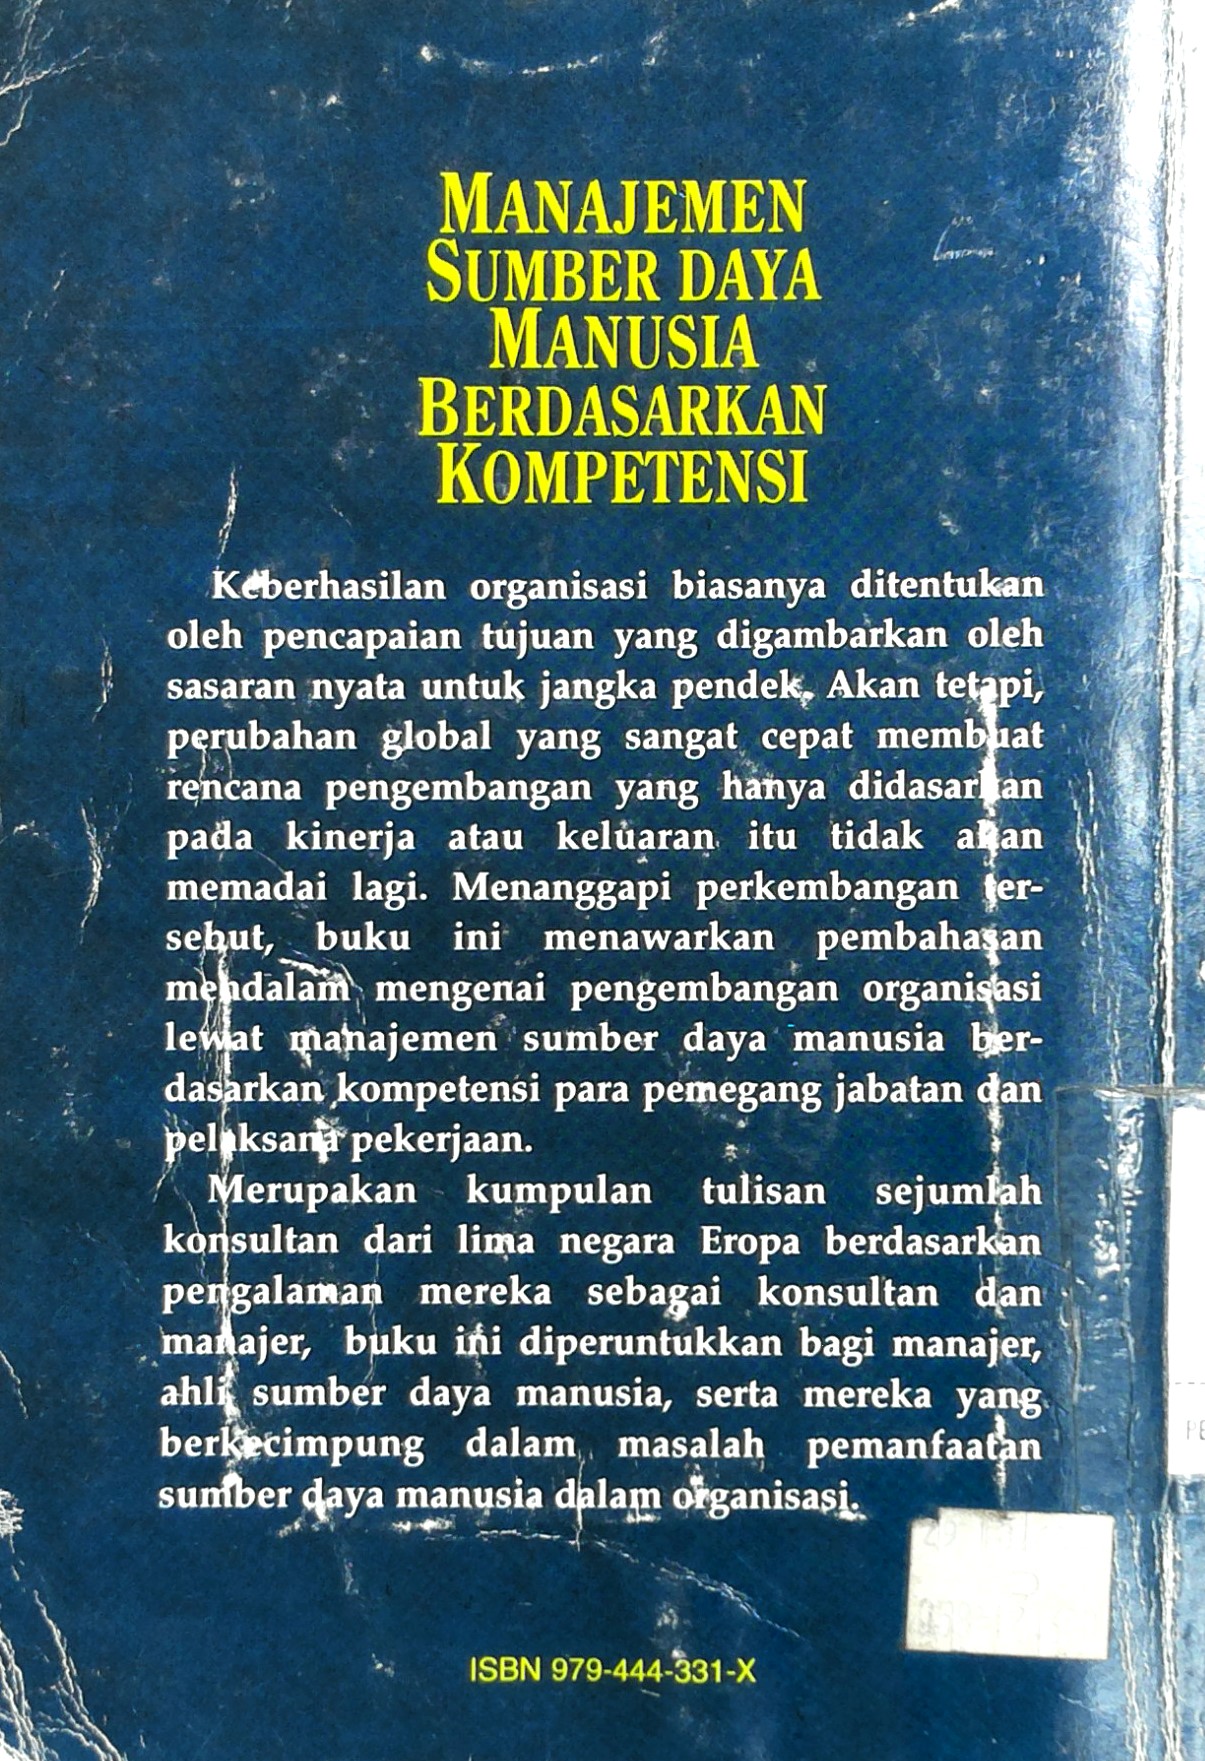 MANAJEMEN
SUMBER DAYA
MANUSIA
BERDASARKAN
KOMPETENSI
Keberhasilan organisasi biasanya ditentukan
oleh pencapaian tujuan yang digambarkan oleh
sasaran nyata untuk jangka pendek. Akan tetapi,
perubahan global yang sangat cepat membuat
rencana pengembangan yang hanya didasarkan
pada kinerja atau keluaran itu tidak akan
memadai lagi. Menanggapi perkembangan ter-
sebut, buku ini menawarkan pembahasan
mendalam mengenai pengembangan organisasi
lewat manajemen sumber daya manusia ber-
dasarkan kompetensi para pemegang jabatan dan
pelaksana pekerjaan.
Merupakan kumpulan tulisan sejumlah
konsultan dari lima negara Eropa berdasarkan
pengalaman mereka sebagai konsultan dan
manajer, buku ini diperuntukkan bagi manajer,
ahli sumber daya manusia, serta mereka yang
berkecimpung dalam masalah pemanfaatan
sumber daya manusia dalam organisasi.
ISBN 979-444-331-X